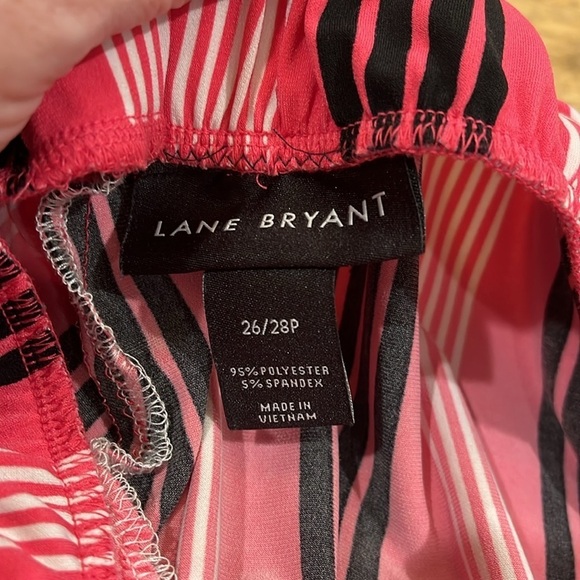 LANE BRYANT
26/28P
95% POLYESTER
5% SPANDEX
MADE IN
VIETNAM